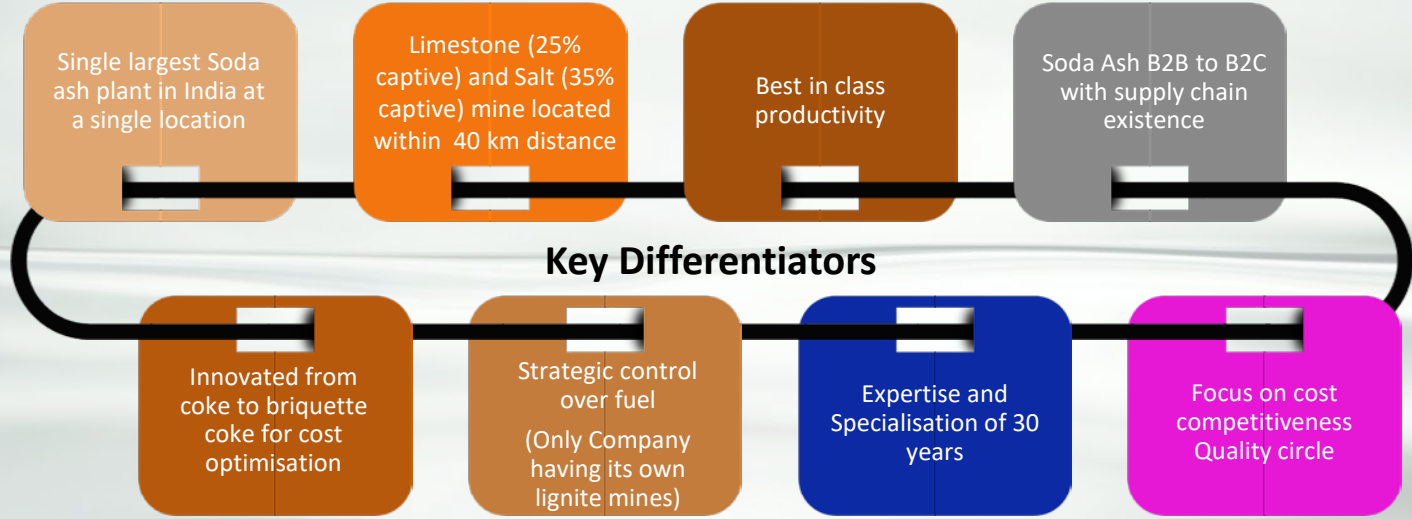 Single largest Soda
ash plant in India at
a single location
Limestone (25%
captive) and Salt (35%
captive) mine located
within 40 km distance
Best in class
productivity
Soda Ash B2B to B2C
with supply chain
existence
Key Differentiators
Innovated from
coke to briquette
coke for cost
optimisation
Strategic control
over fuel
(Only Company
having its own
lignite mines)
Expertise and
Specialisation of 30
years
Focus on cost
competitiveness
Quality circle